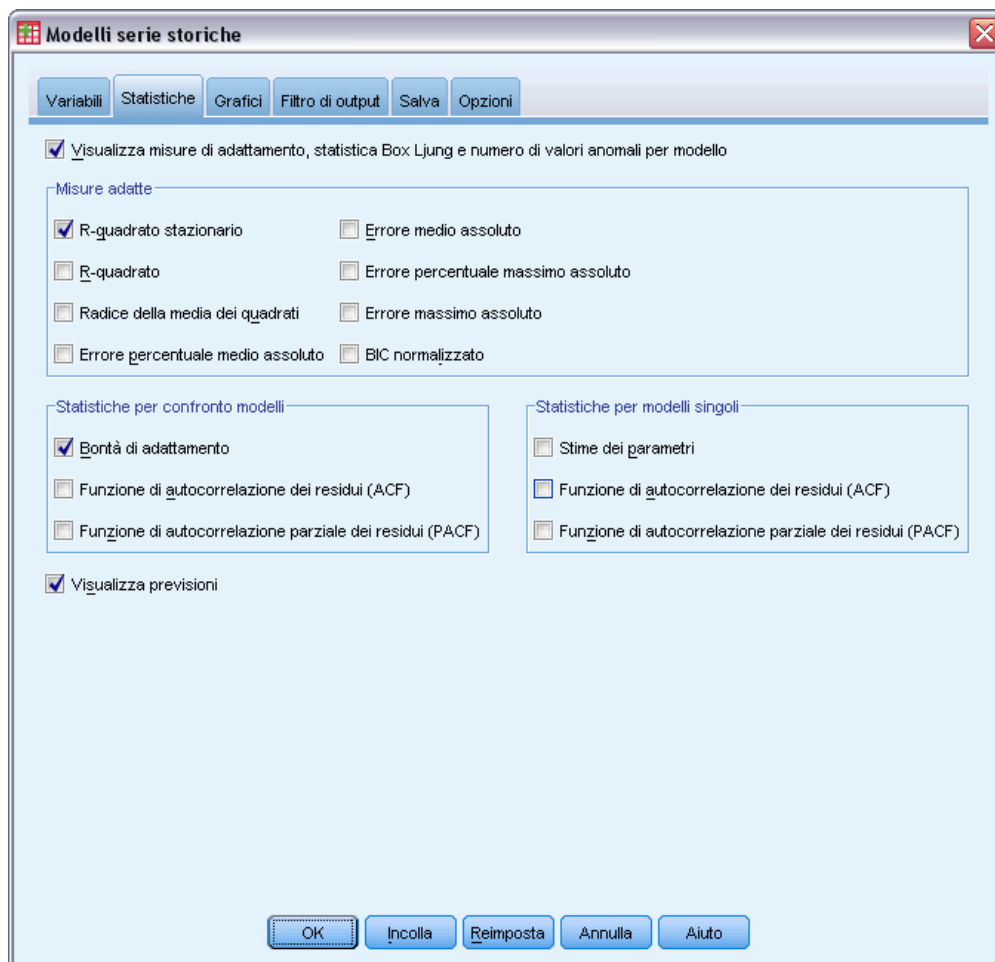 Modelli serie storiche
Variabili Statistiche Grafici Filtro di output Salva Opzioni
Visualizza misure di adattamento, statistica Box Ljung e numero di valori anomali per modello
Misure adatte
R-quadrato stazionario
Errore medio assoluto
R-quadrato
Errore percentuale massimo assoluto
Radice della media dei quadrati
Errore massimo assoluto
Errore percentuale medio assoluto
BIC normalizzato
Statistiche per confronto modelli
Bontà di adattamento
Funzione di autocorrelazione dei residui (ACF)
Funzione di autocorrelazione parziale dei residui (PACF)
Statistiche per modelli singoli
Stime dei parametri
Funzione di autocorrelazione dei residui (ACF)
Funzione di autocorrelazione parziale dei residui (PACF)
Visualizza previsioni
OK Incolla Reimposta Annulla Aiuto